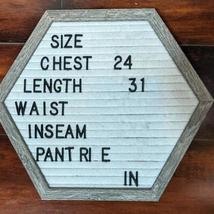 SIZE
CHEST 24
LENGTH 31
WAIST
INSEAM
PANT RI E
IN